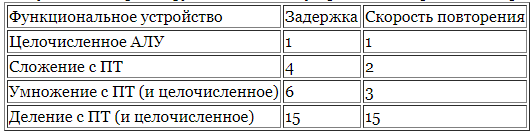 Функциональное устройство Задержка Скорость повторения
Целочисленное АЛУ 1 1
Сложение с ПТ 4 2
Умножение с ПТ (и целочисленное) 6 3
Деление с ПТ (и целочисленное) 15 15